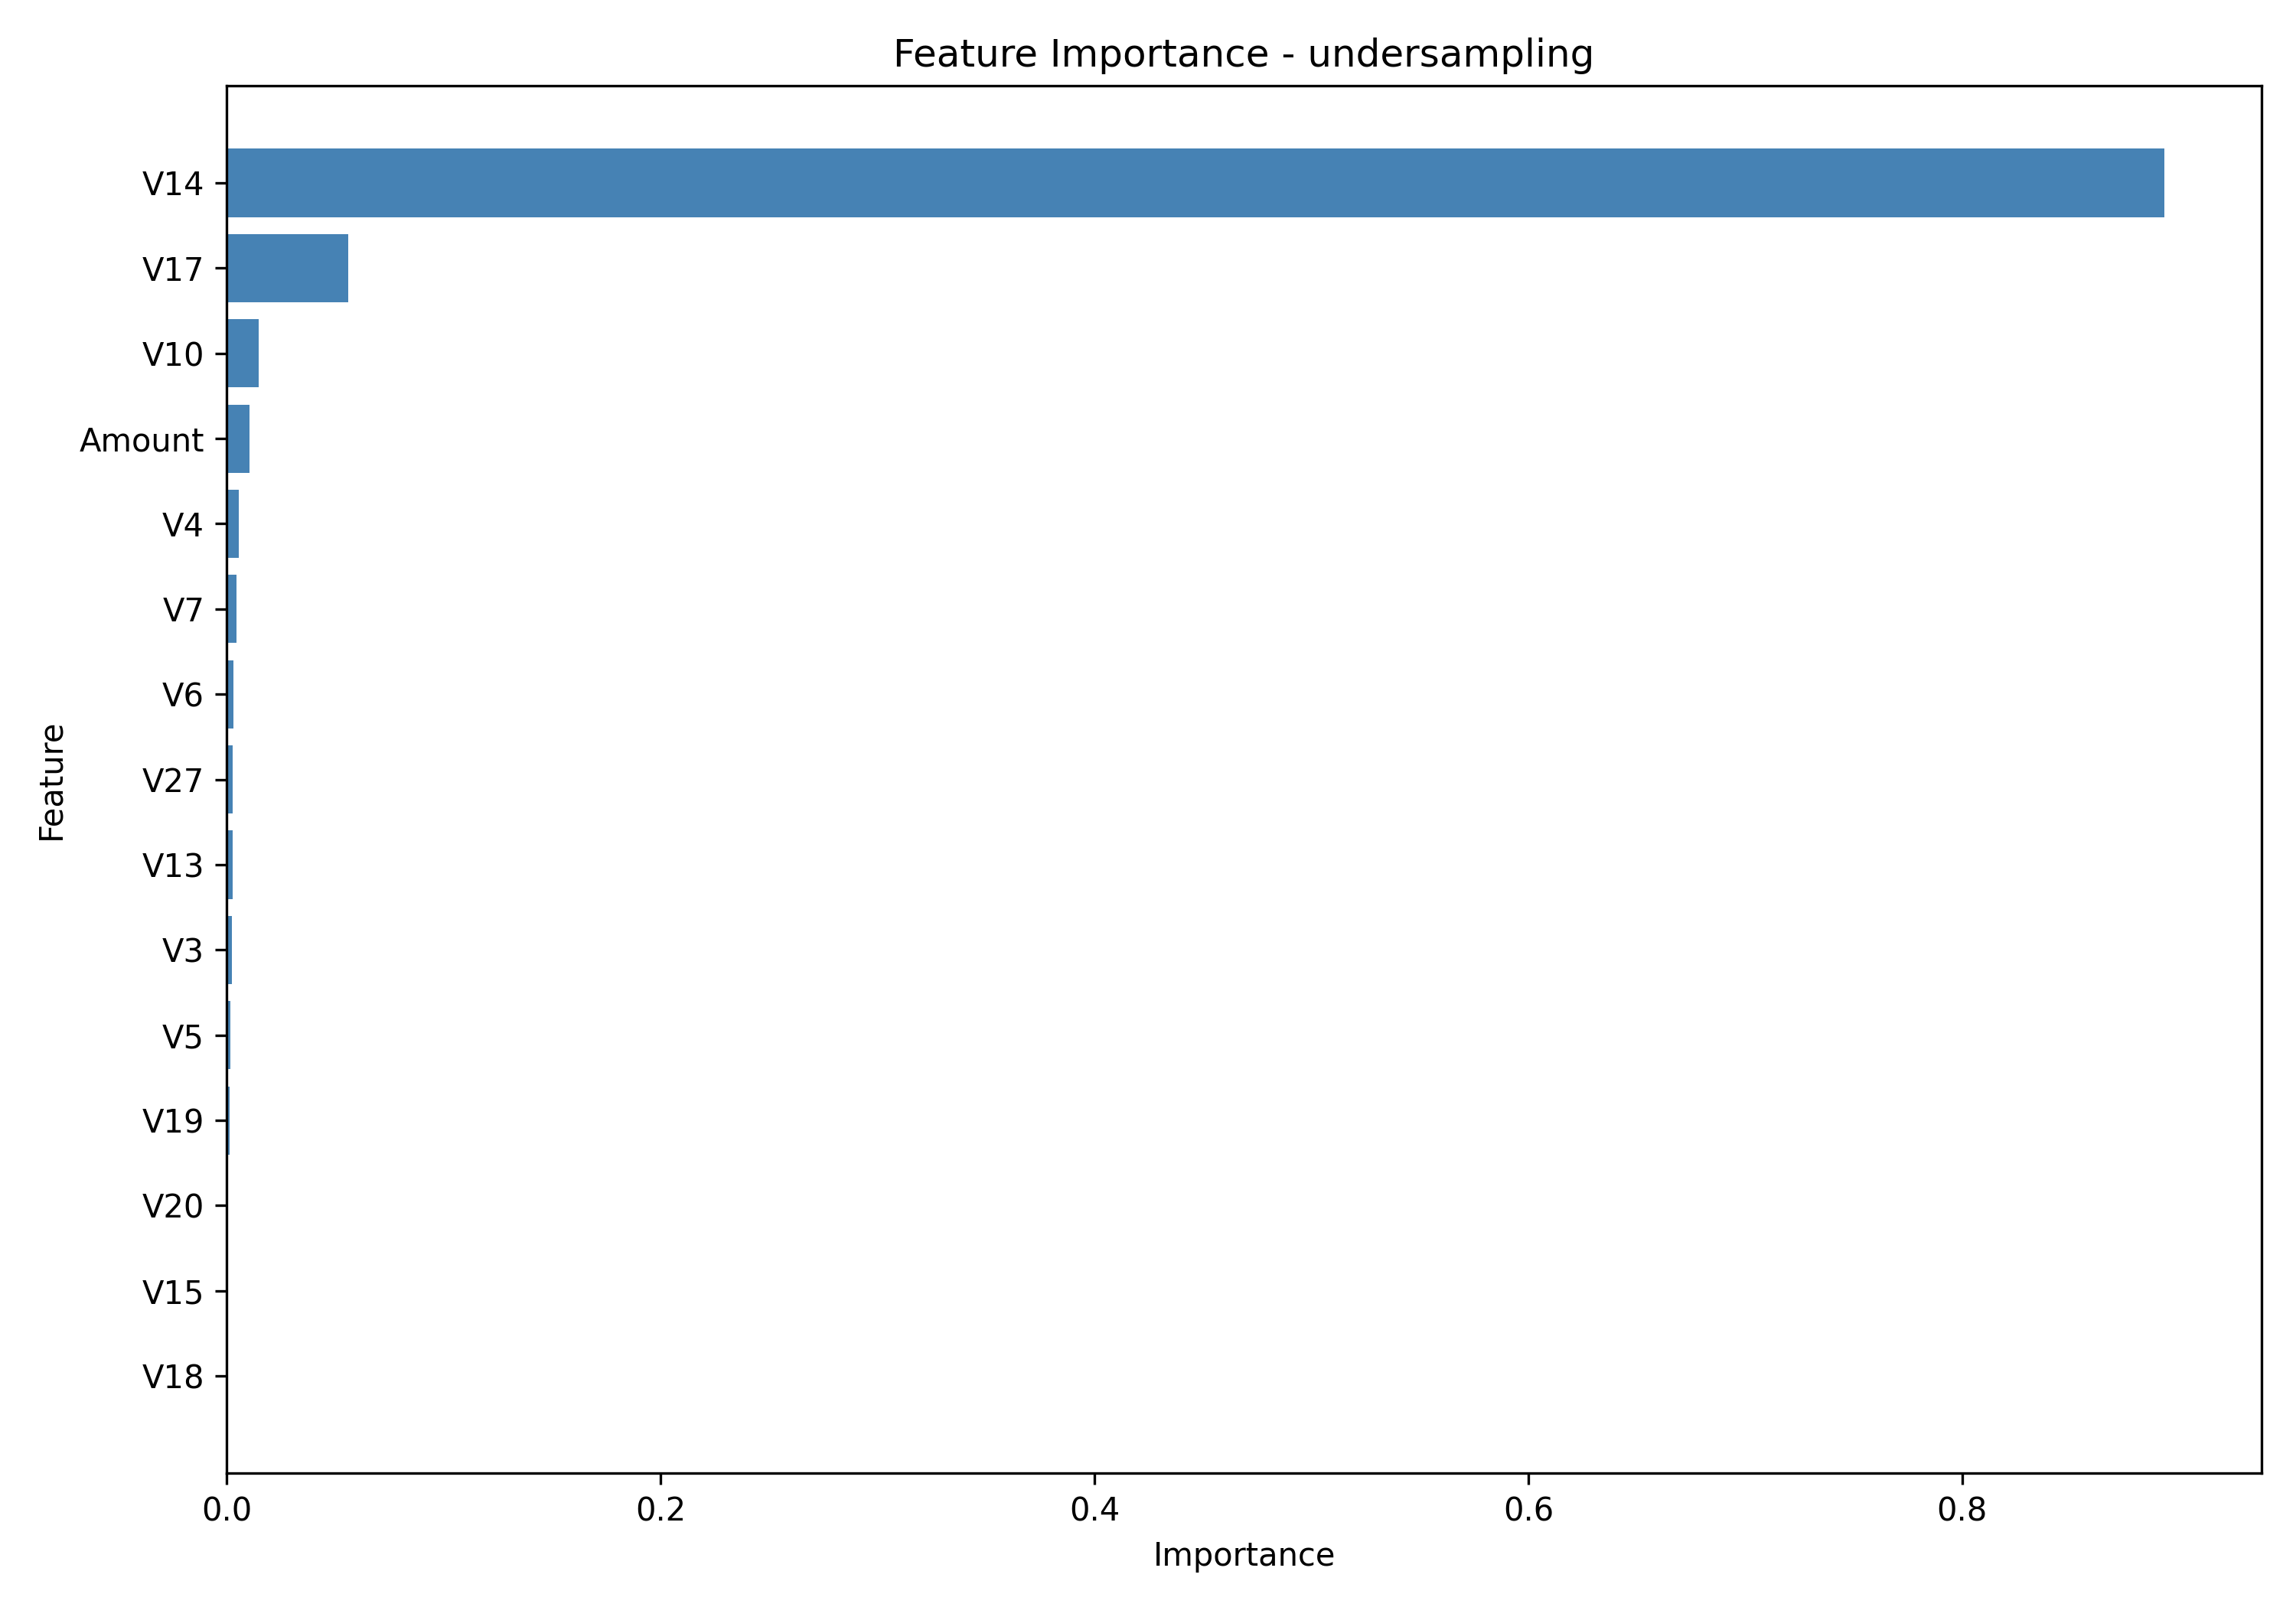 Feature Importance - undersampling
V14
V17
V10
Amount
V4
V7
V6
V27
V13
V3
V5
V19
V20
V15
V18
Feature
0.0 0.2 0.4 0.6 0.8
Importance